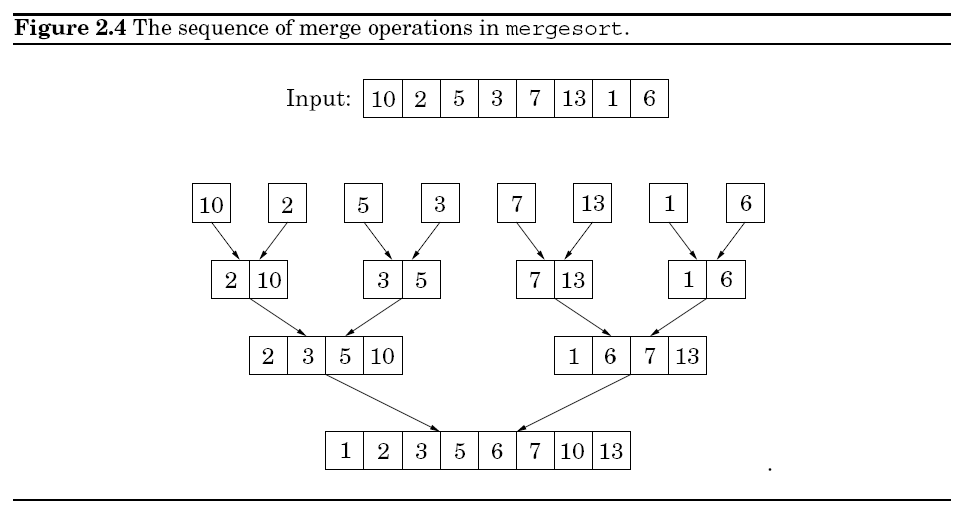 Figure 2.4 The sequence of merge operations in mergesort.
Input: 10 2 5 3 7 13 1 6
10 2 5 3 7 13 1 6
2 10 3 5 7 13 1 6
2 3 5 10 1 6 7 13
1 2 3 5 6 7 10 13 .